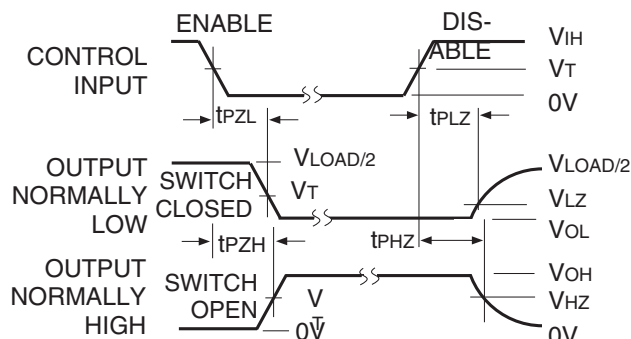 ENABLE
DIS-
ABLE
CONTROL
INPUT
VIH
VT
0V
tPZL
tPLZ
OUTPUT
NORMALLY
LOW
SWITCH
CLOSED
VLOAD/2
VT
VLOAD/2
VLZ
VOL
tPZH
tPHZ
OUTPUT
NORMALLY
HIGH
SWITCH
OPEN
VT
0V
VOH
VHZ
0V